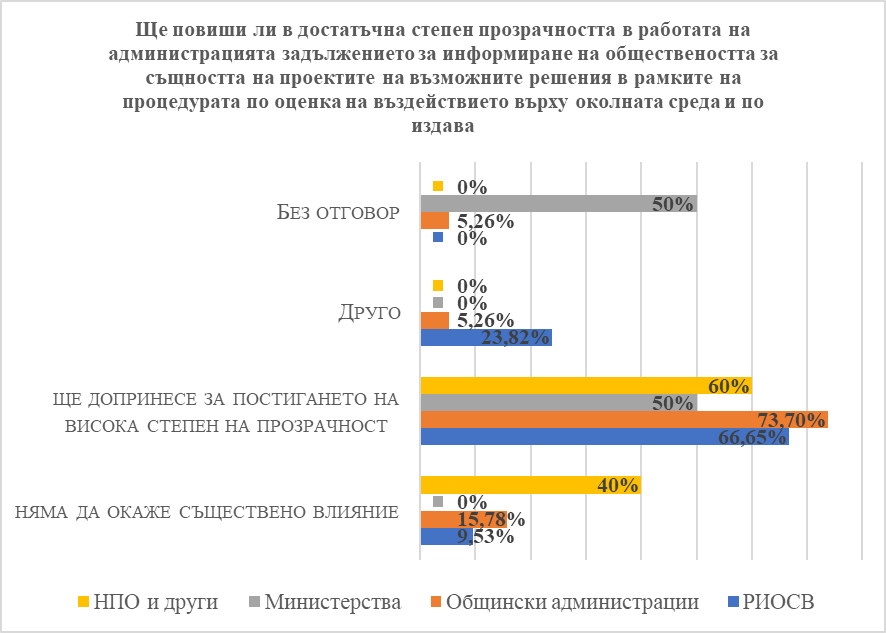 Ще повиши ли в достатъчна степен прозрачността в работата на
администрацията задължението за информиране на обществеността за
същността на проектите на възможните решения в рамките на
процедурата по оценка на въздействието върху околната среда и по
издава
Без отговор
0%
50%
5,26%
0%
Друго
0%
0%
5,26%
23,82%
ще допринесе за постигането на
висока степен на прозрачност
60%
50%
73,70%
66,65%
няма да окаже съществено влияние
40%
0%
15,78%
9,53%
НПО и други
Министерства
Общински администрации
РИОСВ